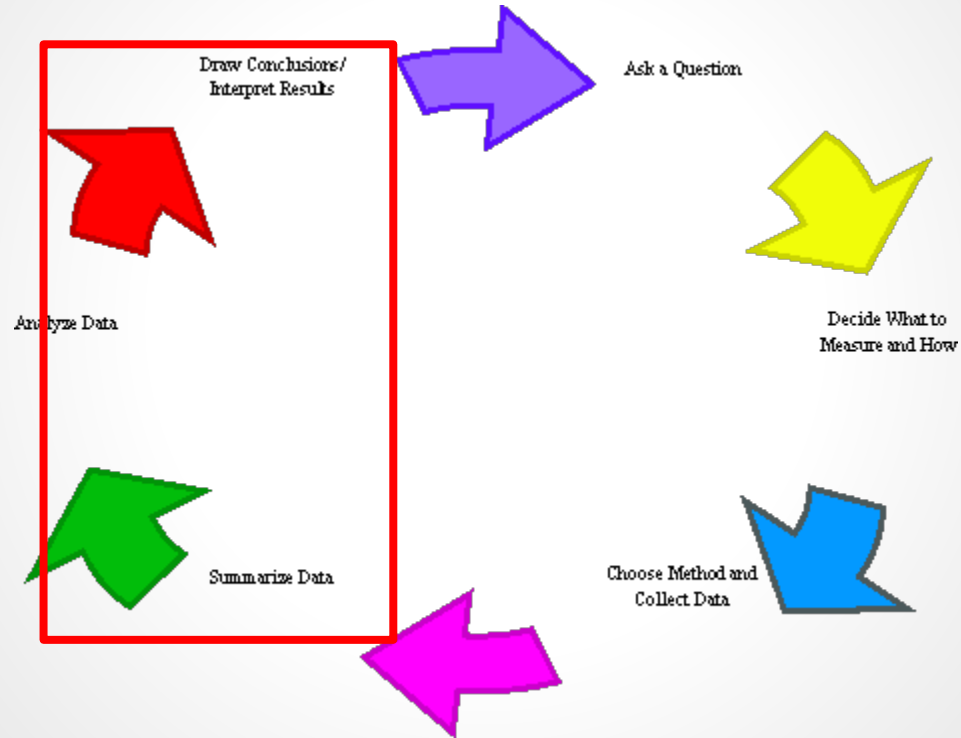 Draw Conclusions/
Interpret Results
Ask a Question
Decide What to
Measure and How
Choose Method and
Collect Data
Summarize Data
Analyze Data